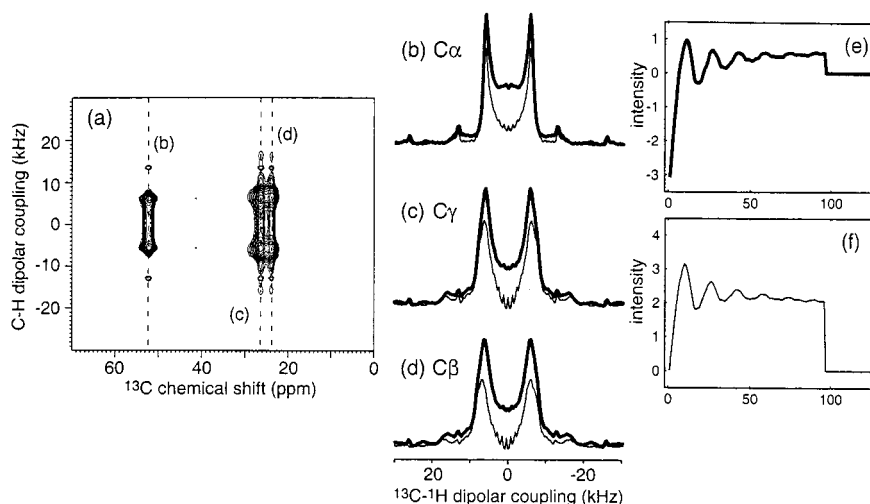 (a)
(b)
(d)
(c)
C-H dipolar coupling (kHz)
20
10
0
-10
-20
60
40
20
0
¹³C chemical shift (ppm)
(b) Cα
(c) Cγ
(d) Cβ
20
0
-20
¹³C-¹H dipolar coupling (kHz)
(e)
intensity
1
0
-1
-2
-3
0
50
100
(f)
intensity
4
3
2
1
0
0
50
100